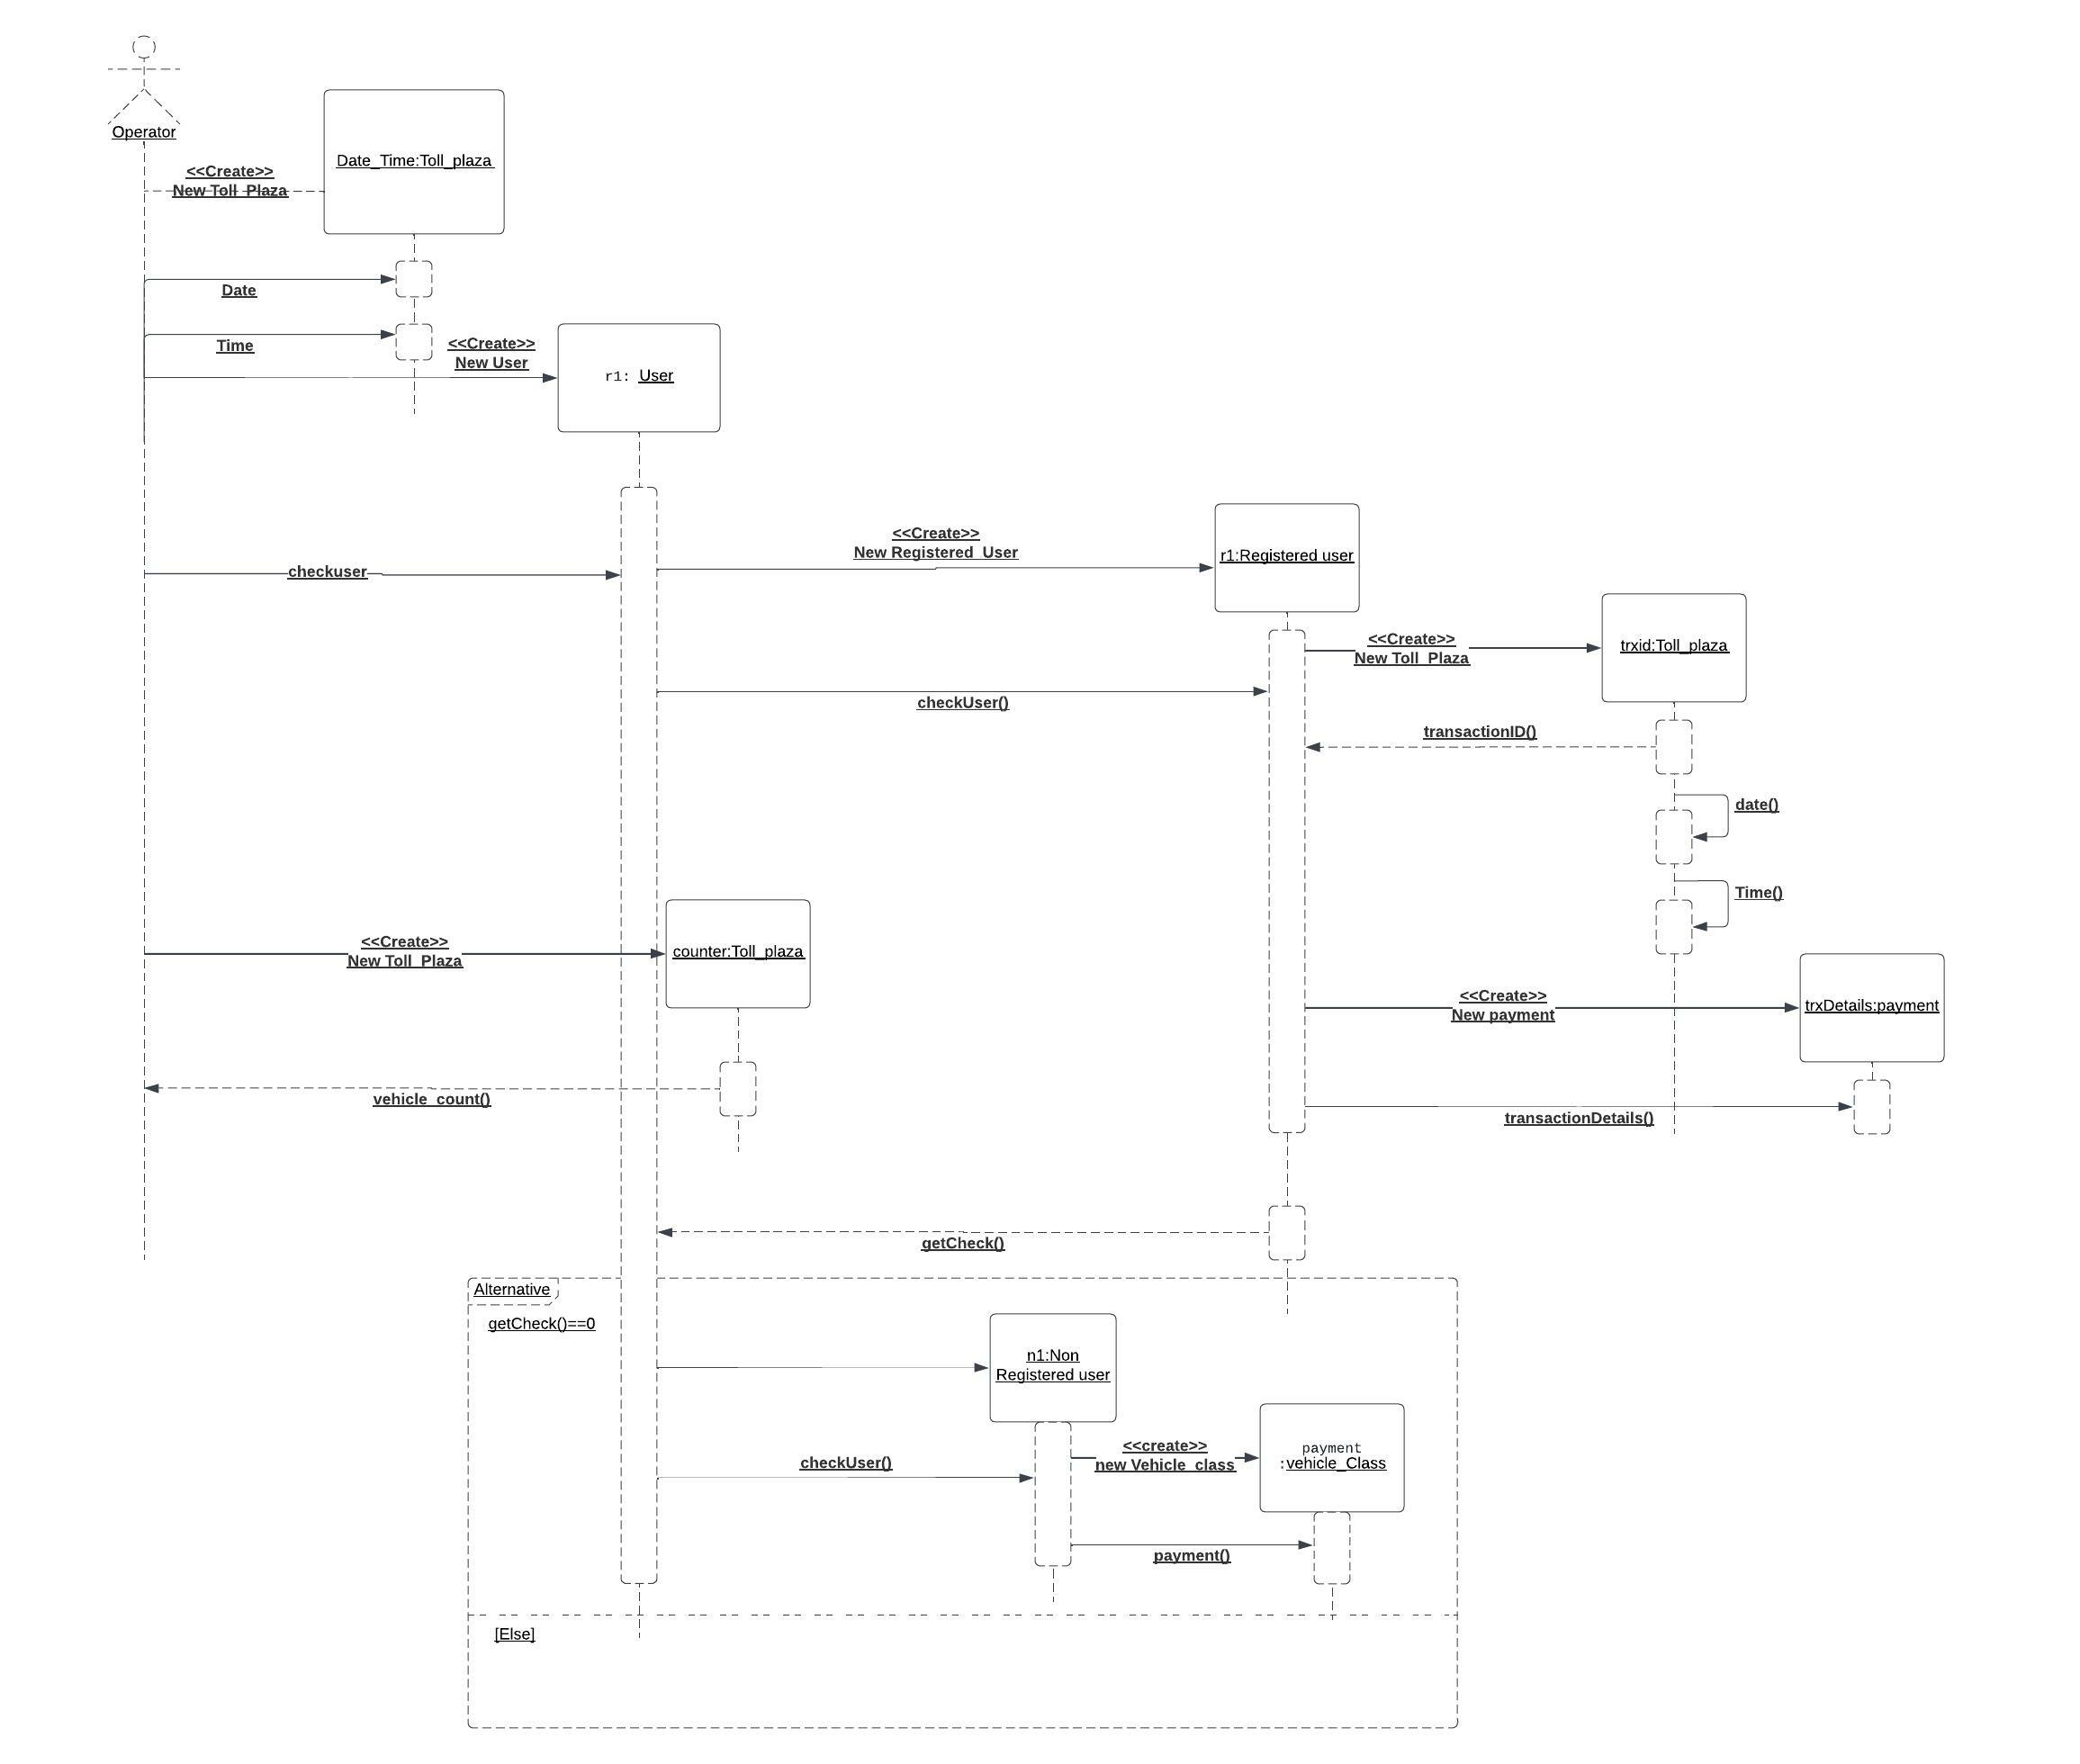 Operator
Date_Time:Toll_plaza
<<Create>>
New Toll_Plaza
Date
Time
<<Create>>
New User
r1: User
<<Create>>
New Registered_User
r1:Registered user
checkuser
<<Create>>
New Toll_Plaza
trxid:Toll_plaza
checkUser()
transactionID()
date()
Time()
<<Create>>
New Toll_Plaza
counter:Toll_plaza
<<Create>>
New payment
trxDetails:payment
vehicle_count()
transactionDetails()
getCheck()
Alternative
getCheck()==0
n1:Non
Registered user
<<create>>
new Vehicle_class
payment
:vehicle_Class
checkUser()
payment()
[Else]